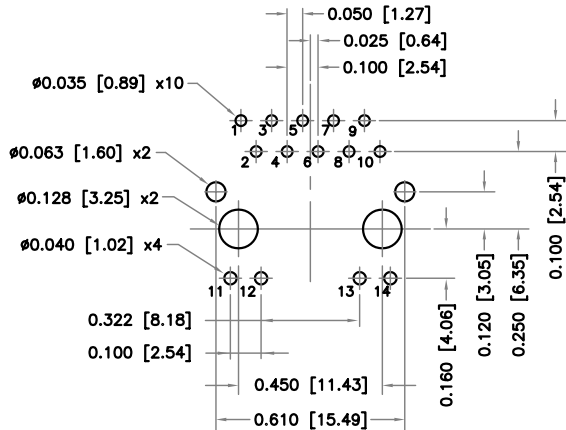 0.050 [1.27]
0.025 [0.64]
0.100 [2.54]
ø0.035 [0.89] x10
1 3 5 7 9
2 4 6 8 10
ø0.063 [1.60] x2
ø0.128 [3.25] x2
ø0.040 [1.02] x4
11 12 13 14
0.322 [8.18]
0.100 [2.54]
0.450 [11.43]
0.610 [15.49]
0.160 [4.06]
0.120 [3.05]
0.250 [6.35]
0.100 [2.54]